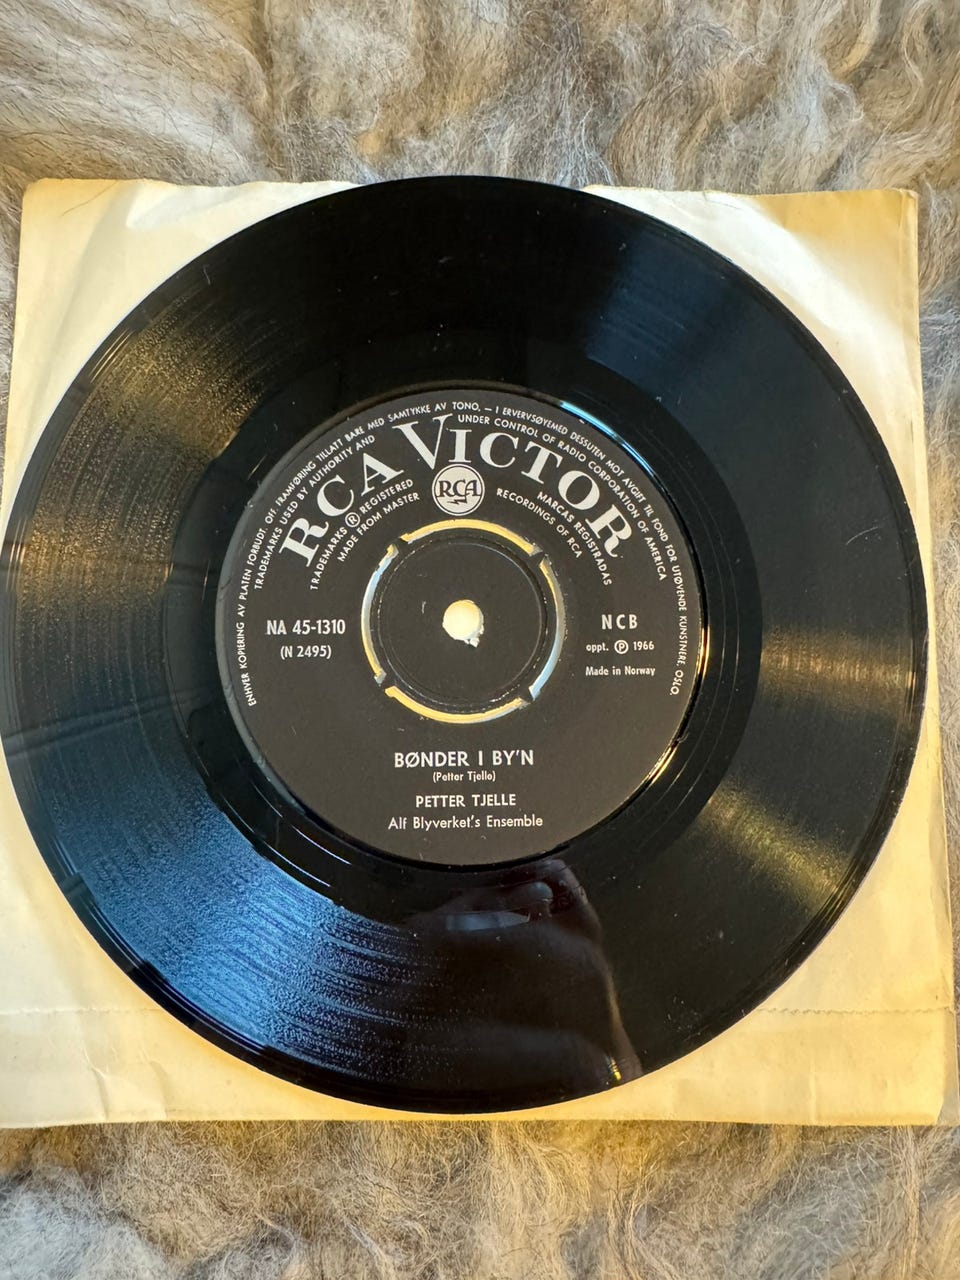 ENHVER KOPIERING AV PLATEN FORBUDT. OFF. FRAMFØRING TILLATT BARE MED SAMTYKKE AV TONO, — I ERVERVSØYEMED DESSUTEN MOT AVGIFT TIL FOND FOR UTØVENDE KUNSTNERE, OSLO.
TRADEMARKS USED BY AUTHORITY AND UNDER CONTROL OF RADIO CORPORATION OF AMERICA
RCA VICTOR
TRADEMARKS ® REGISTERED
MARCAS REGISTRADAS
MADE FROM MASTER
RECORDINGS OF RCA
RCA
NA 45-1310
(N 2495)
NCB
oppt. Ⓟ 1966
Made in Norway
BØNDER I BY'N
(Petter Tjelle)
PETTER TJELLE
Alf Blyverket's Ensemble